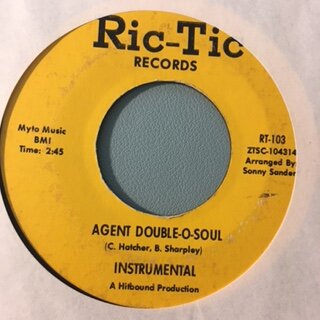 Ric-Tic
RECORDS
Myto Music
BMI
Time: 2:45
RT-103
ZTSC-104314
Arranged By
Sonny Sander
AGENT DOUBLE-O-SOUL
(C. Hatcher, B. Sharpley)
INSTRUMENTAL
A Hitbound Production